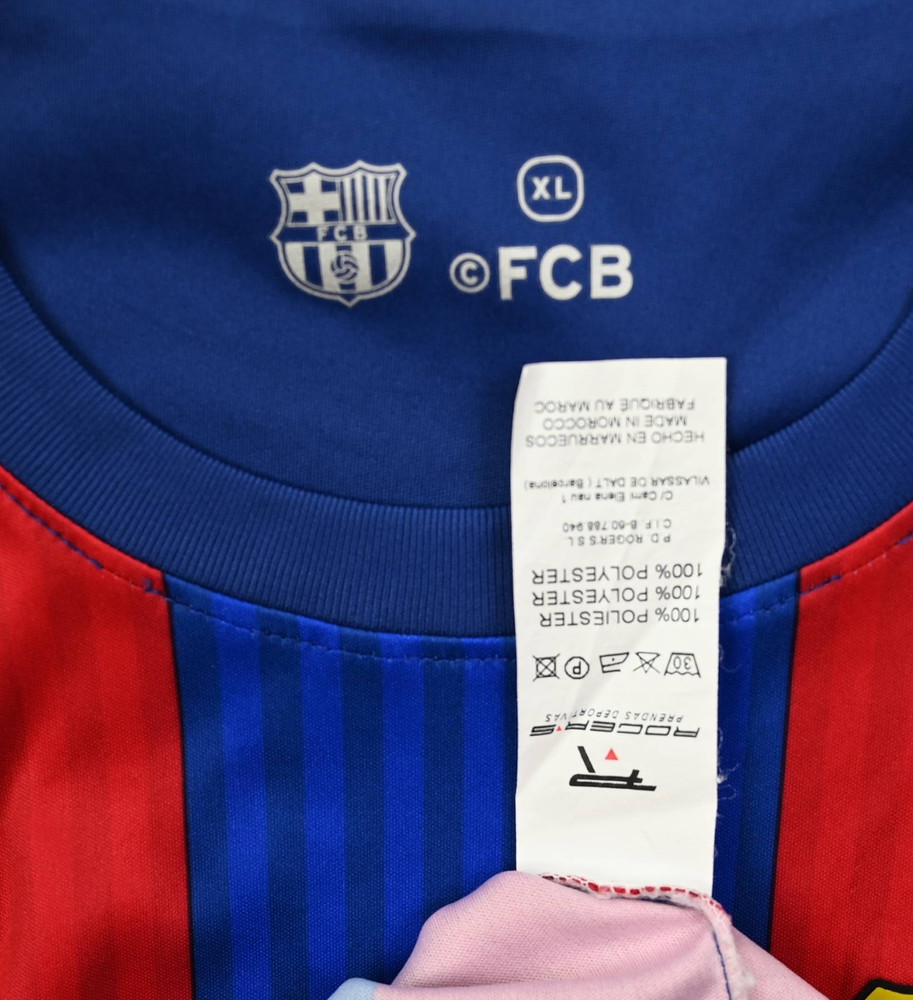 FCB
XL
©FCB
ROGER'S
PRENDAS DEPORTIVAS
30 P
100% POLIESTER
100% POLYESTER
100% POLYESTER
P.D. ROGER'S S.L
C.I.F. B-60.788.940
C/ Cami Elena nau 1
VILASSAR DE DALT ( Barcelona)
HECHO EN MARRUECOS
MADE IN MOROCCO
FABRIQUÉ AU MAROC